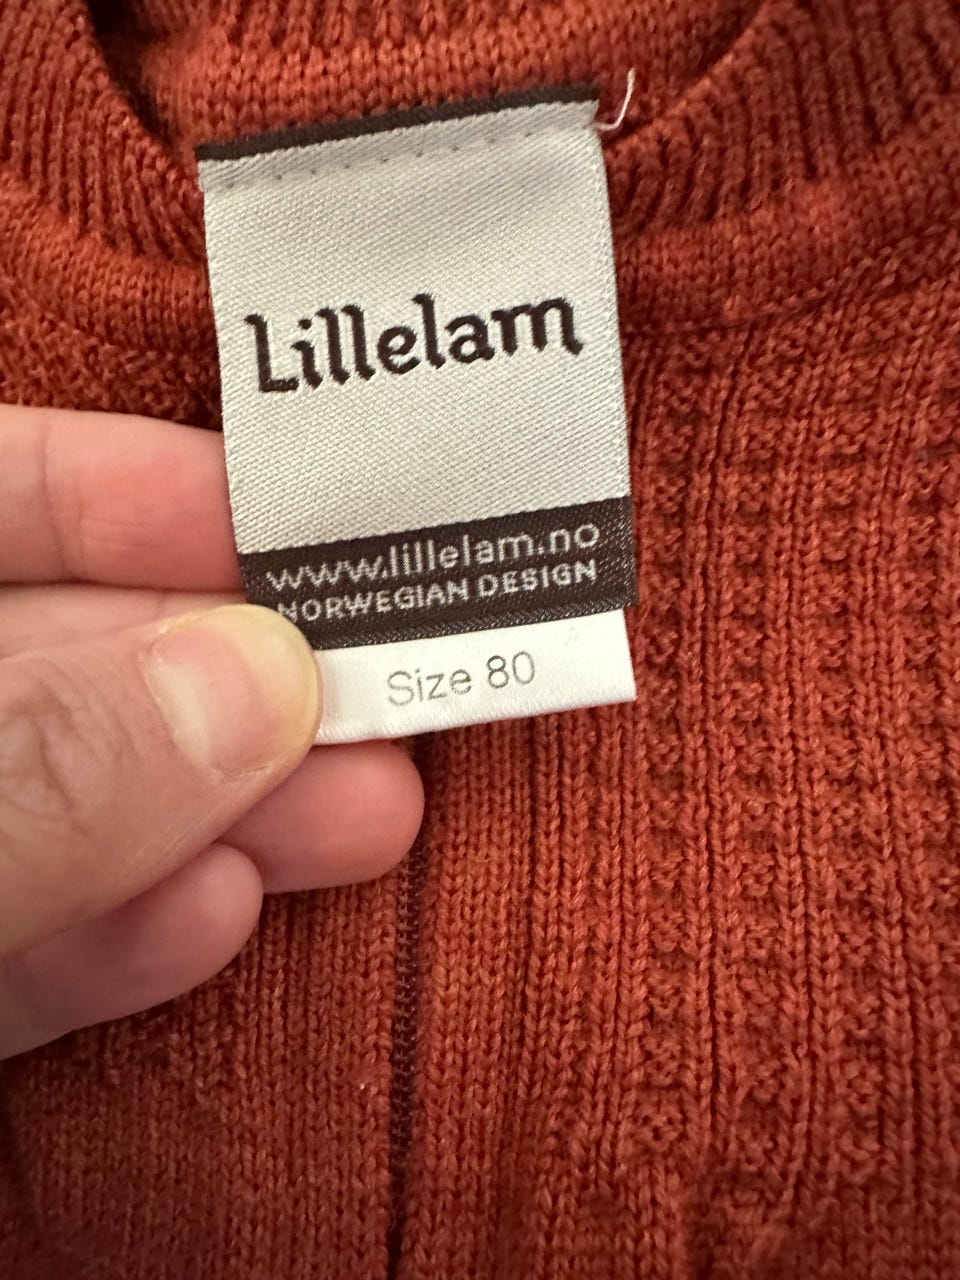 Lillelam
www.lillelam.no
NORWEGIAN DESIGN
Size 80